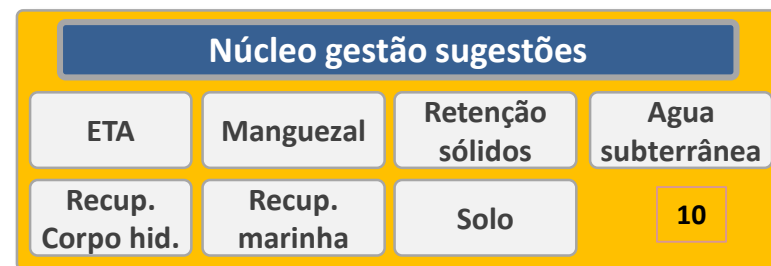 Núcleo gestão sugestões
ETA
Manguezal
Retenção
sólidos
Agua
subterrânea
Recup.
Corpo hid.
Recup.
marinha
Solo
10